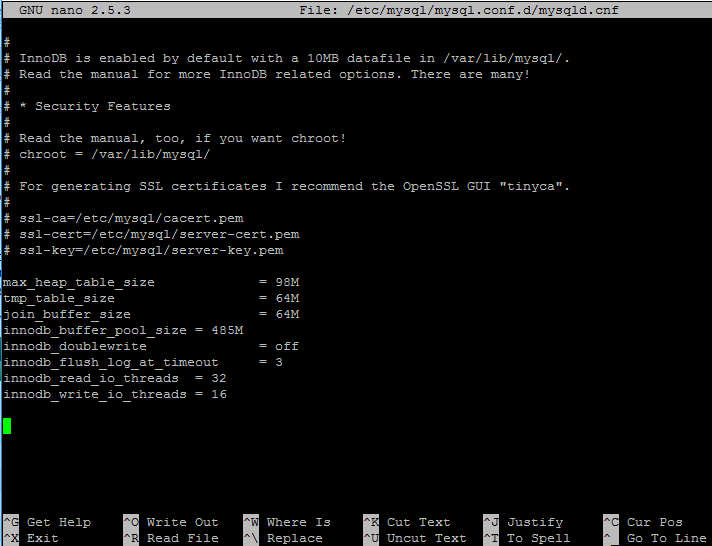 GNU nano 2.5.3 File: /etc/mysql/mysql.conf.d/mysqld.cnf
#
# InnoDB is enabled by default with a 10MB datafile in /var/lib/mysql/.
# Read the manual for more InnoDB related options. There are many!
#
# * Security Features
#
# Read the manual, too, if you want chroot!
# chroot = /var/lib/mysql/
#
# For generating SSL certificates I recommend the OpenSSL GUI "tinyca".
#
# ssl-ca=/etc/mysql/cacert.pem
# ssl-cert=/etc/mysql/server-cert.pem
# ssl-key=/etc/mysql/server-key.pem
max_heap_table_size = 98M
tmp_table_size = 64M
join_buffer_size = 64M
innodb_buffer_pool_size = 485M
innodb_doublewrite = off
innodb_flush_log_at_timeout = 3
innodb_read_io_threads = 32
innodb_write_io_threads = 16
^G Get Help ^O Write Out ^W Where Is ^K Cut Text ^J Justify ^C Cur Pos
^X Exit ^R Read File ^\ Replace ^U Uncut Text ^T To Spell ^_ Go To Line